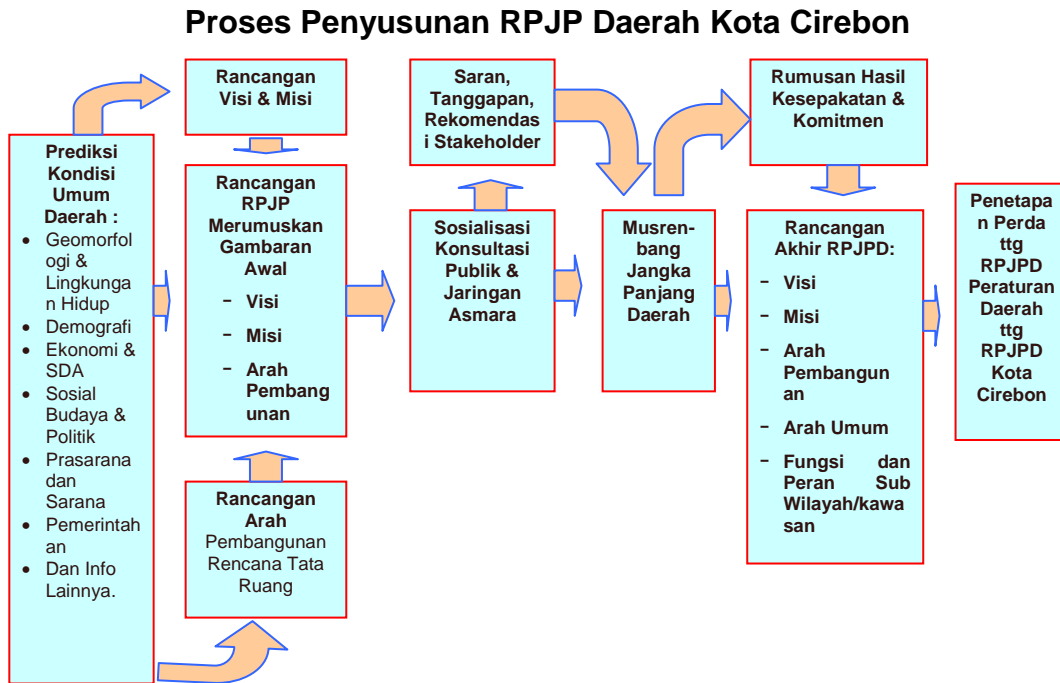 Proses Penyusunan RPJP Daerah Kota Cirebon
Prediksi
Kondisi
Umum
Daerah :
• Geomorfol
ogi &
Lingkunga
n Hidup
• Demografi
• Ekonomi &
SDA
• Sosial
Budaya &
Politik
• Prasarana
dan
Sarana
• Pemerintah
an
• Dan Info
Lainnya.
Rancangan
Visi & Misi
Rancangan
RPJP
Merumuskan
Gambaran
Awal
− Visi
− Misi
− Arah
Pembang
unan
Rancangan
Arah
Pembangunan
Rencana Tata
Ruang
Saran,
Tanggapan,
Rekomendas
i Stakeholder
Sosialisasi
Konsultasi
Publik &
Jaringan
Asmara
Musren-
bang
Jangka
Panjang
Daerah
Rumusan Hasil
Kesepakatan &
Komitmen
Rancangan
Akhir RPJPD:
− Visi
− Misi
− Arah
Pembangun
an
− Arah Umum
− Fungsi dan
Peran Sub
Wilayah/kawa
san
Penetapa
n Perda
ttg
RPJPD
Peraturan
Daerah
ttg
RPJPD
Kota
Cirebon